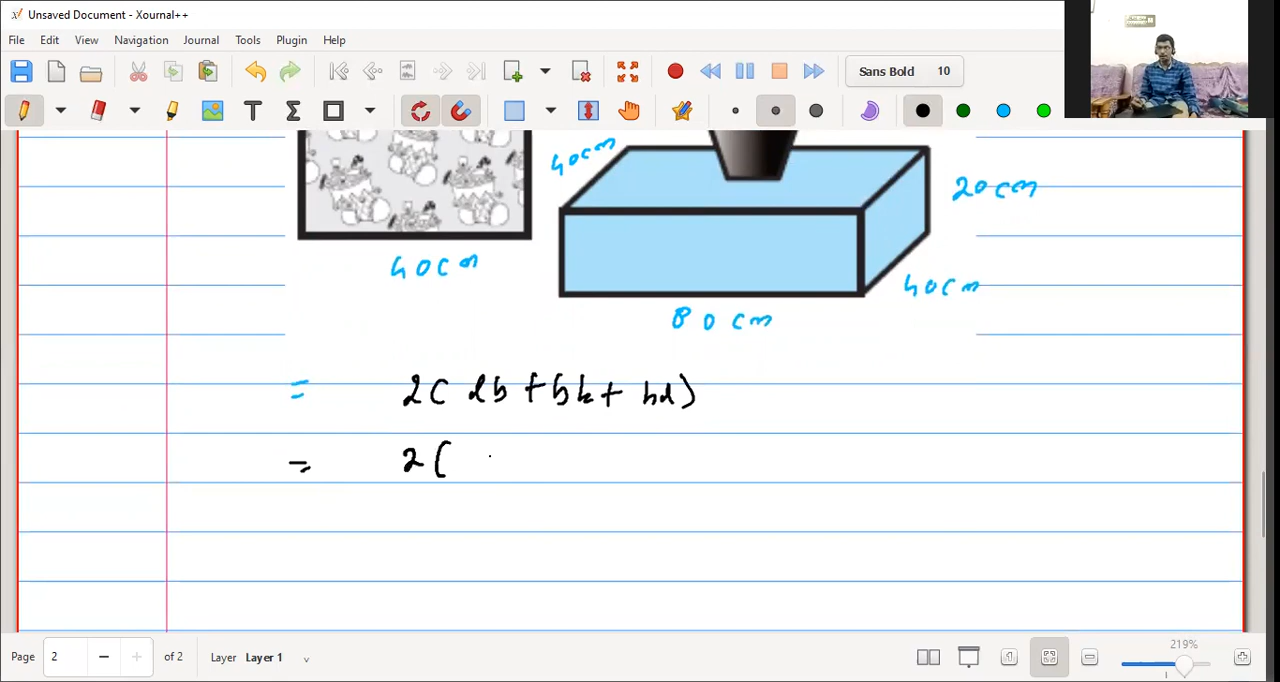 Unsaved Document - Xournal++
File Edit View Navigation Journal Tools Plugin Help
Sans Bold 10
40cm
20cm
40cm
40cm
80cm
= 2( lb + bh + hl)
= 2(
Page 2 of 2 Layer Layer 1 219%